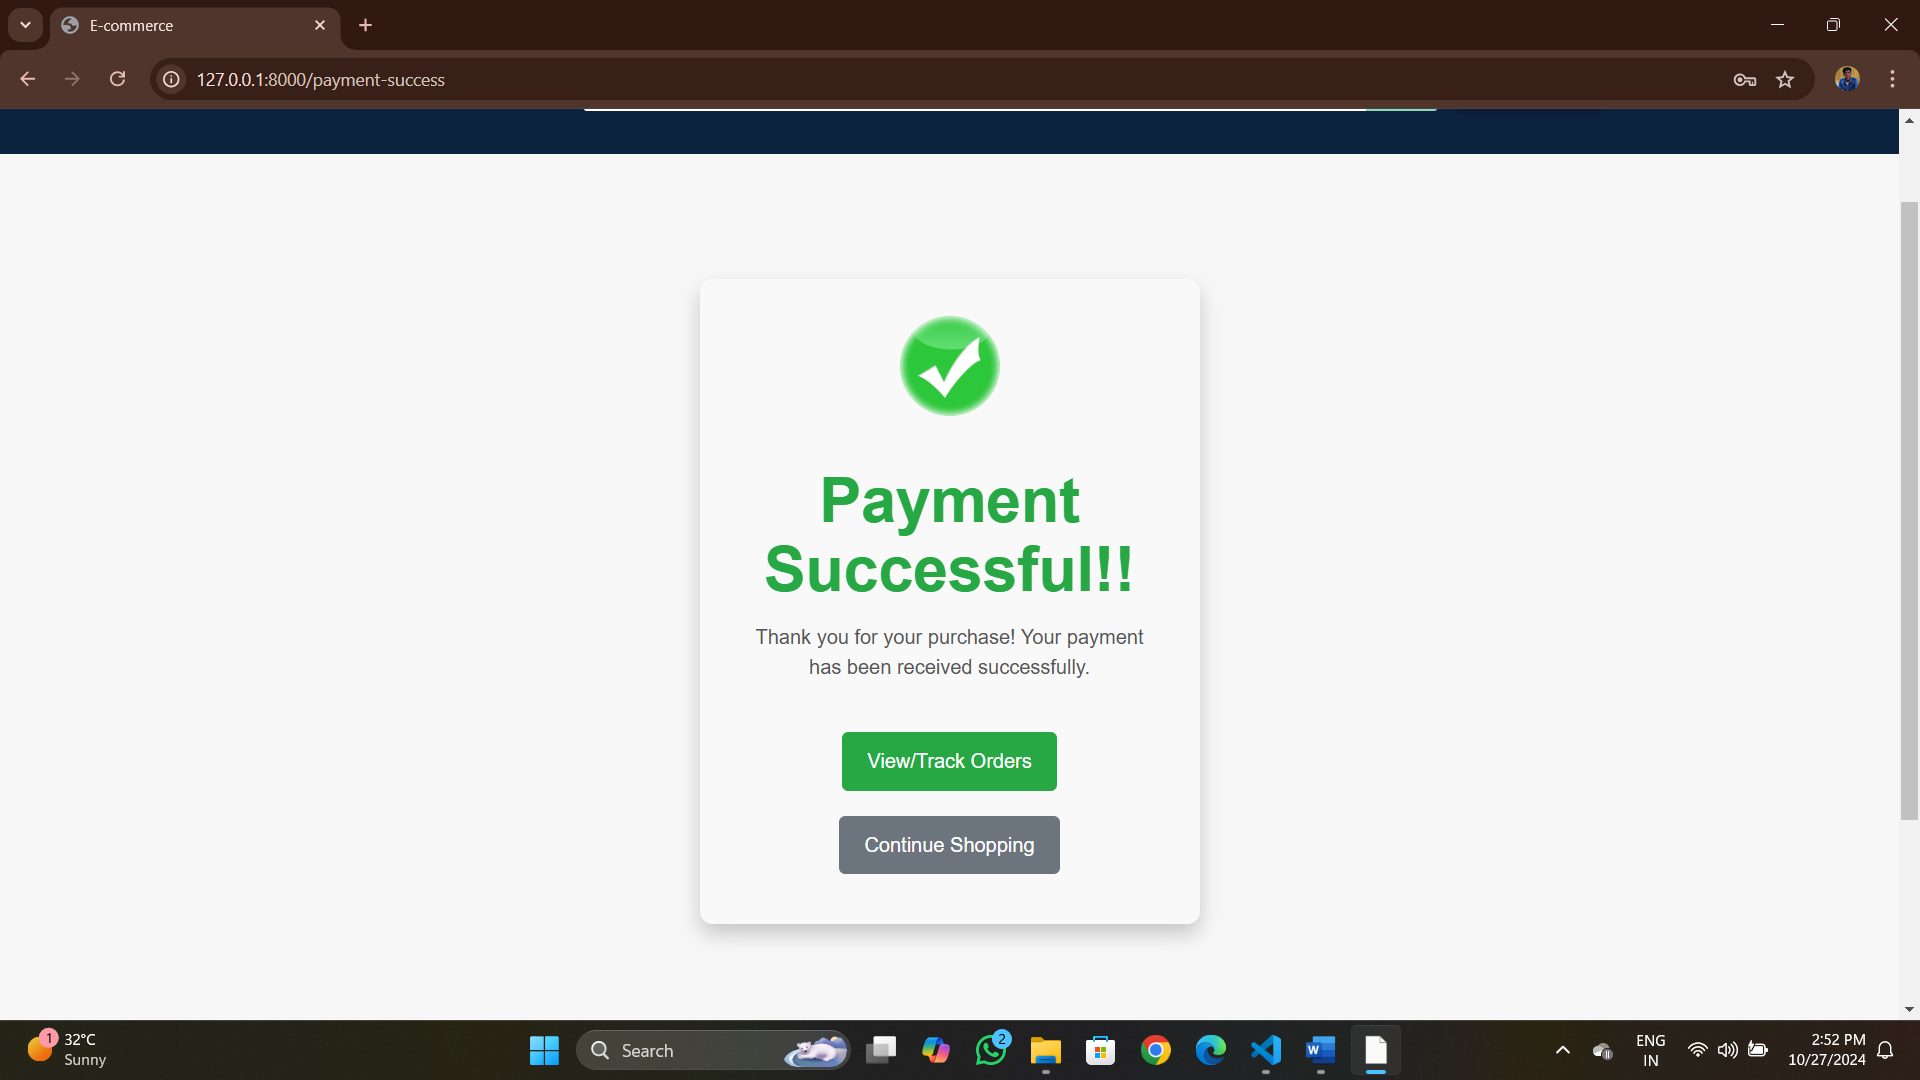 E-commerce
127.0.0.1:8000/payment-success
Payment
Successful!!
Thank you for your purchase! Your payment
has been received successfully.
View/Track Orders
Continue Shopping
1
32°C
Sunny
Search
2
W
ENG
IN
2:52 PM
10/27/2024